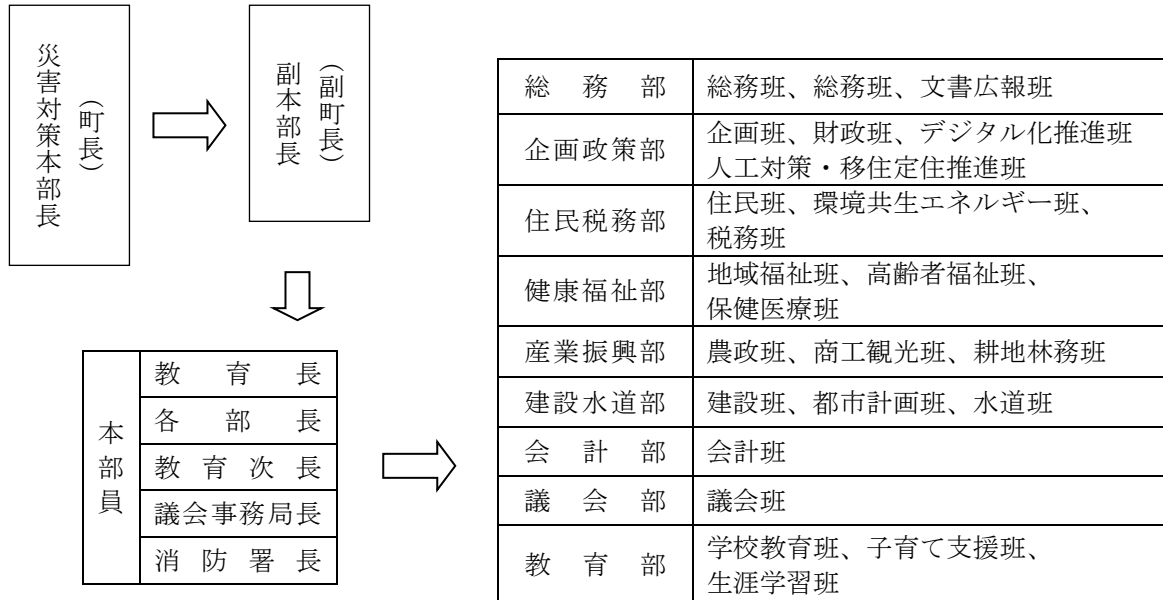 災害対策本部長
（町長）
副本部長
（副町長）
本部員
教育長
各部長
教育次長
議会事務局長
消防署長
総務部
総務班、総務班、文書広報班
企画政策部
企画班、財政班、デジタル化推進班
人工対策・移住定住推進班
住民税務部
住民班、環境共生エネルギー班、
税務班
健康福祉部
地域福祉班、高齢者福祉班、
保健医療班
産業振興部
農政班、商工観光班、耕地林務班
建設水道部
建設班、都市計画班、水道班
会計部
会計班
議会部
議会班
教育部
学校教育班、子育て支援班、
生涯学習班